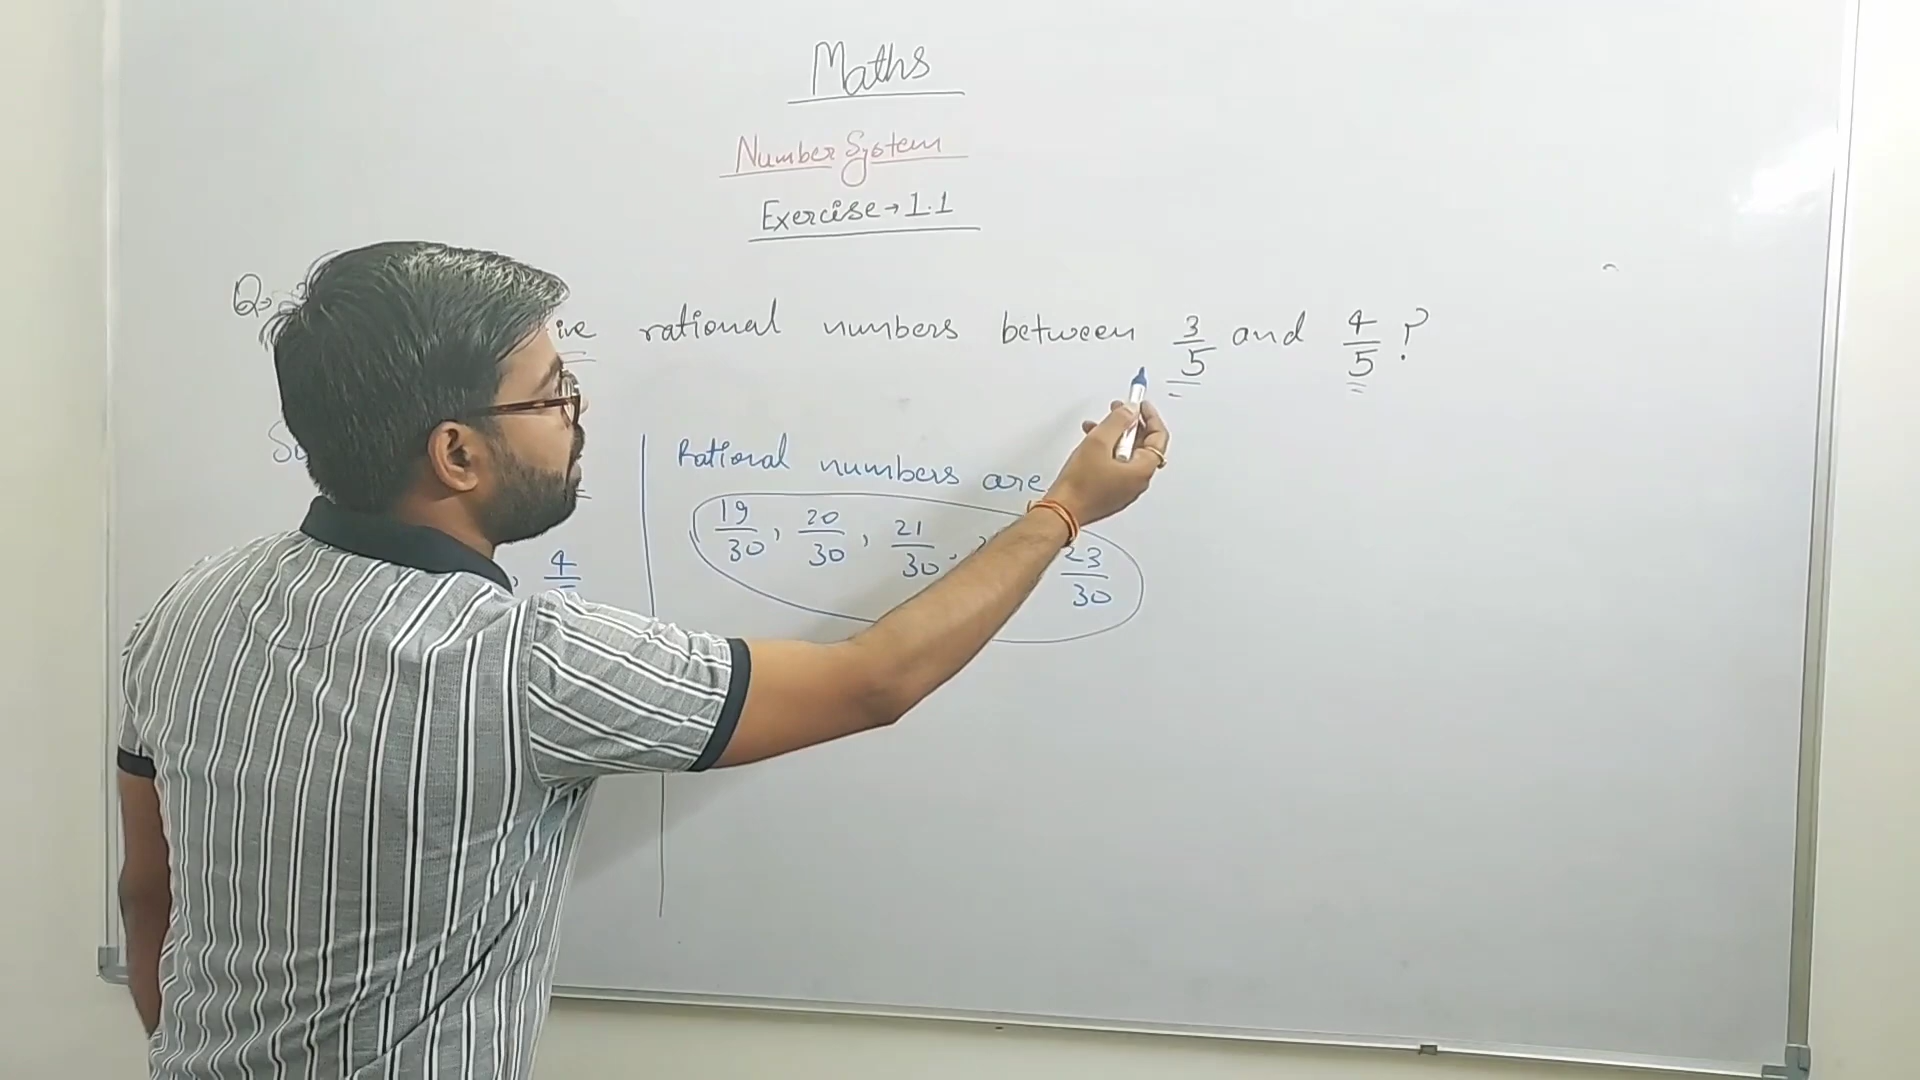 Maths
Number System
Exercise → 1.1
Q→ rational numbers between 3/5 and 4/5 ?
Rational numbers are
19/30, 20/30, 21/30, 23/30
, 4